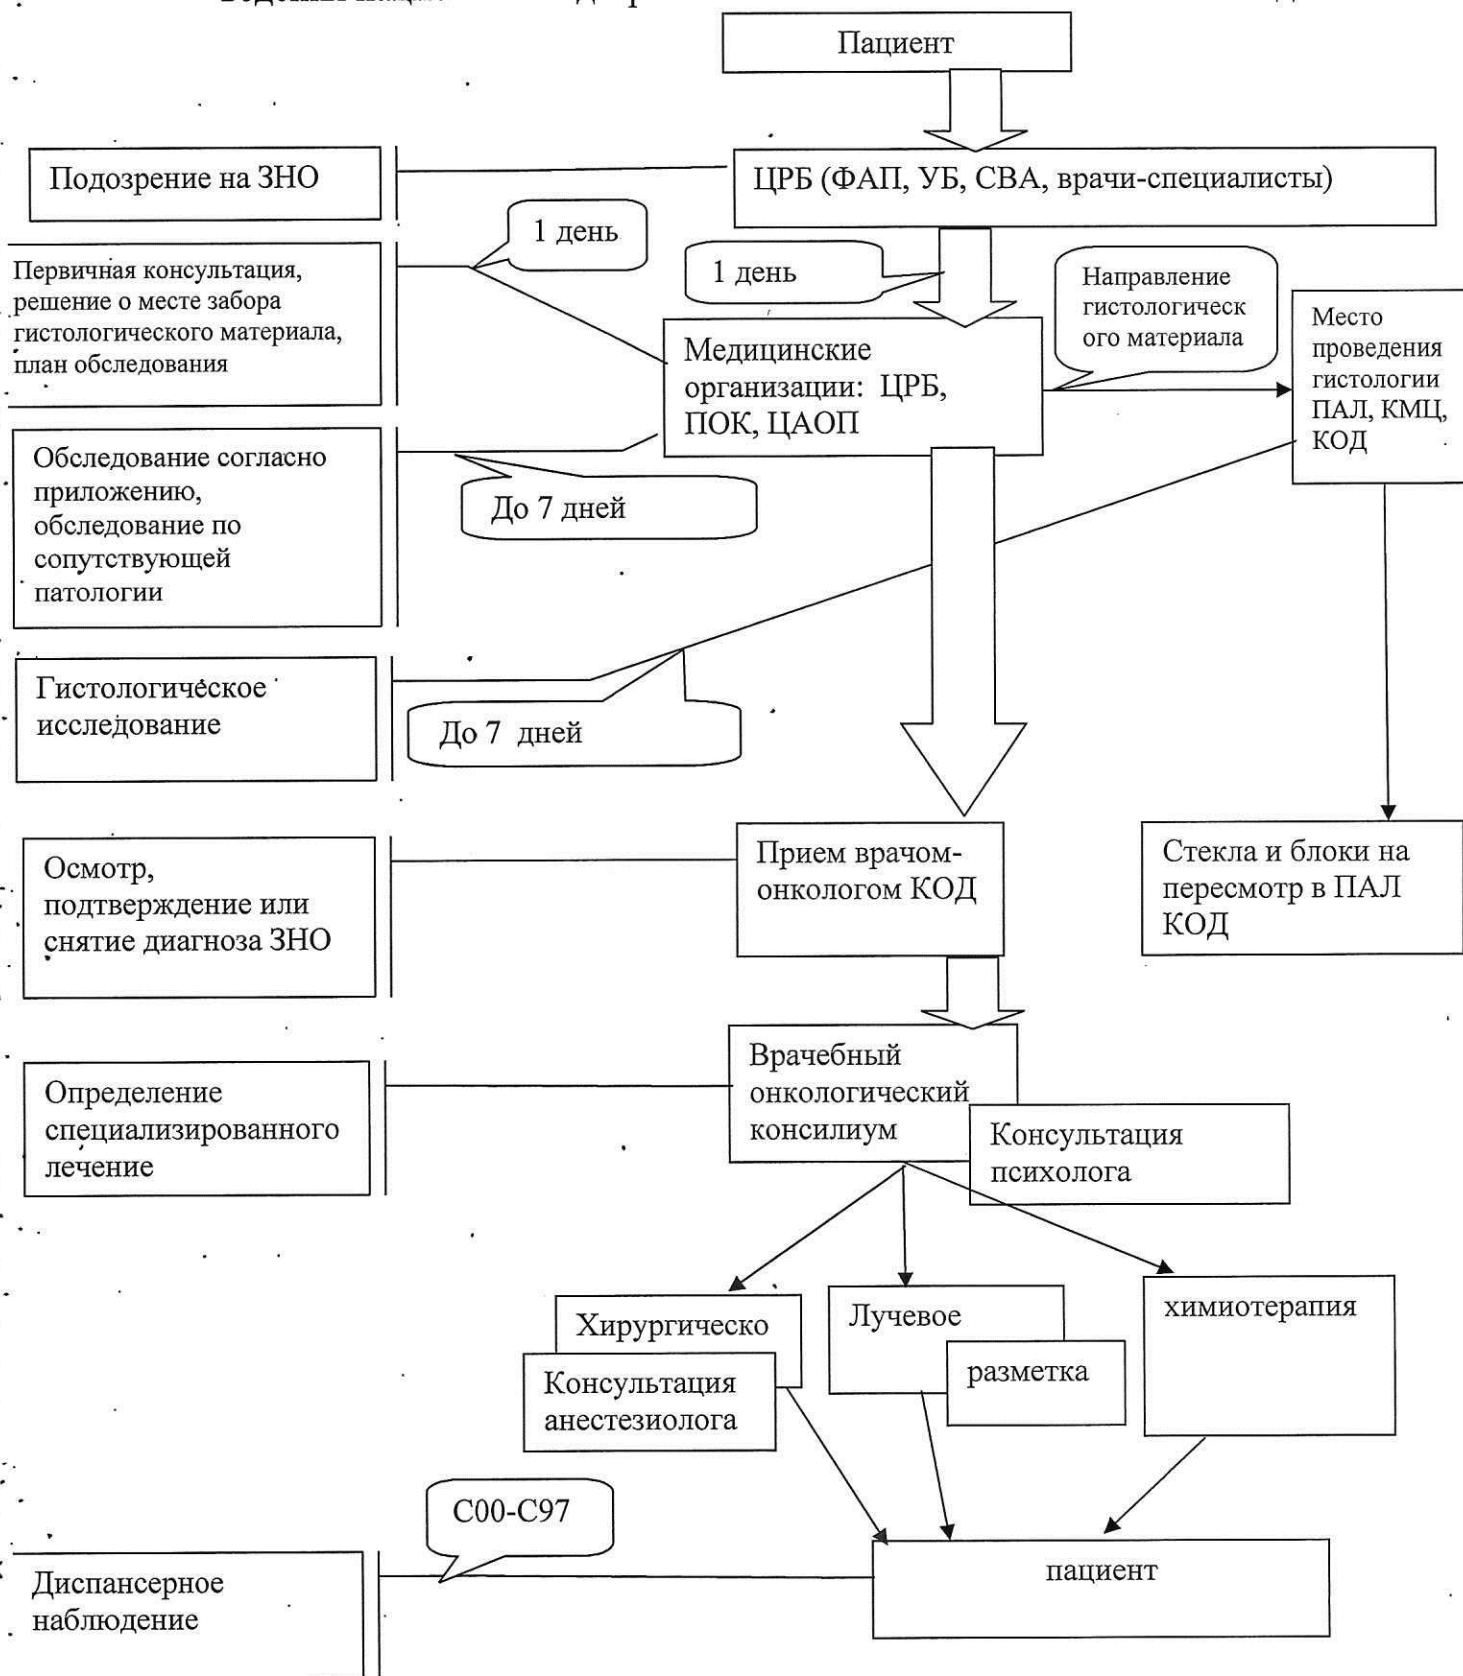 Пациент
Подозрение на ЗНО
ЦРБ (ФАП, УБ, СВА, врачи-специалисты)
1 день
1 день
Первичная консультация,
решение о месте забора
гистологического материала,
план обследования
Направление
гистологическ
ого материала
Место
проведения
гистологии
ПАЛ, КМЦ,
КОД
Медицинские
организации: ЦРБ,
ПОК, ЦАОП
Обследование согласно
приложению,
обследование по
сопутствующей
патологии
До 7 дней
Гистологическое
исследование
До 7 дней
Осмотр,
подтверждение или
снятие диагноза ЗНО
Прием врачом-
онкологом КОД
Стекла и блоки на
пересмотр в ПАЛ
КОД
Определение
специализированного
лечение
Врачебный
онкологический
консилиум
Консультация
психолога
Хирургическо
Консультация
анестезиолога
Лучевое
разметка
химиотерапия
С00-С97
Диспансерное
наблюдение
пациент